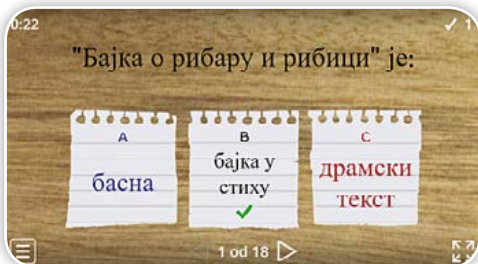 0:22
✓ 1
"Бајка о рибару и рибици" је:
A
басна
B
бајка у
стиху
C
драмски
текст
1 od 18